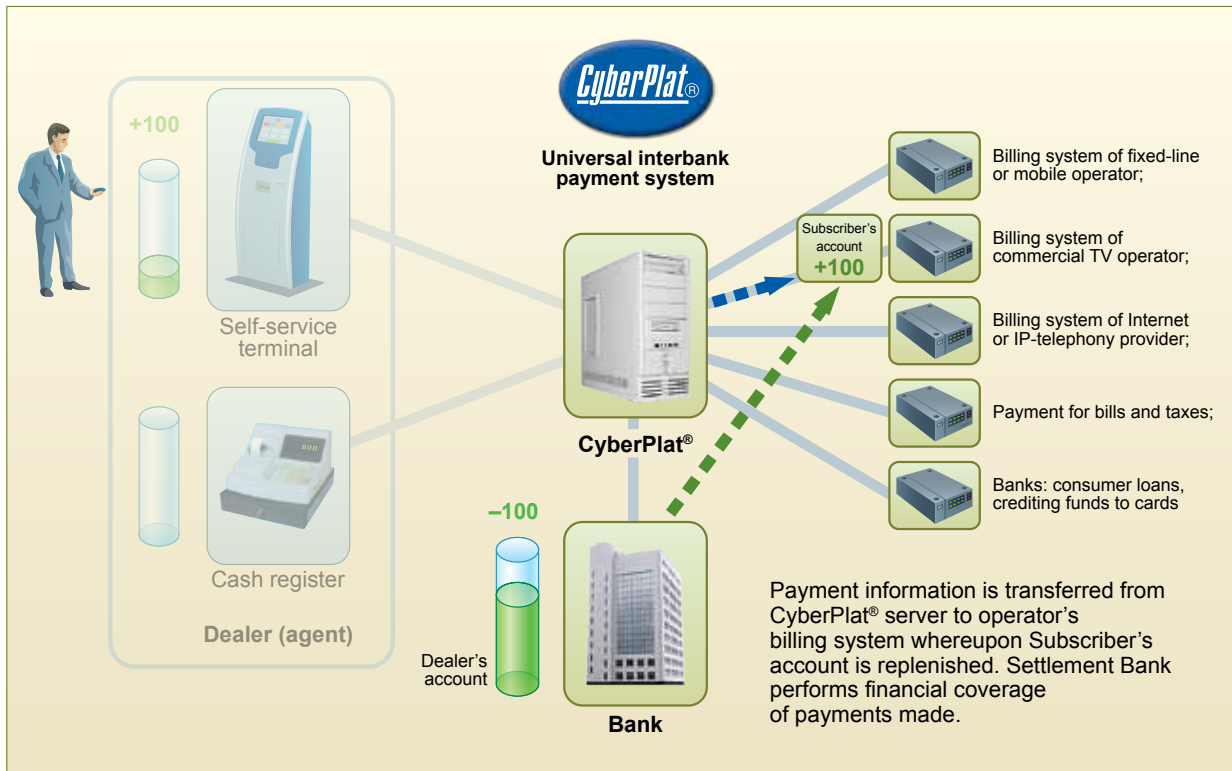 CyberPlat®
Universal interbank
payment system
+100
Self-service
terminal
Cash register
Dealer (agent)
CyberPlat®
Subscriber's
account
+100
Billing system of fixed-line
or mobile operator;
Billing system of
commercial TV operator;
Billing system of Internet
or IP-telephony provider;
Payment for bills and taxes;
Banks: consumer loans,
crediting funds to cards
–100
Dealer's
account
Bank
Payment information is transferred from
CyberPlat® server to operator's
billing system whereupon Subscriber's
account is replenished. Settlement Bank
performs financial coverage
of payments made.